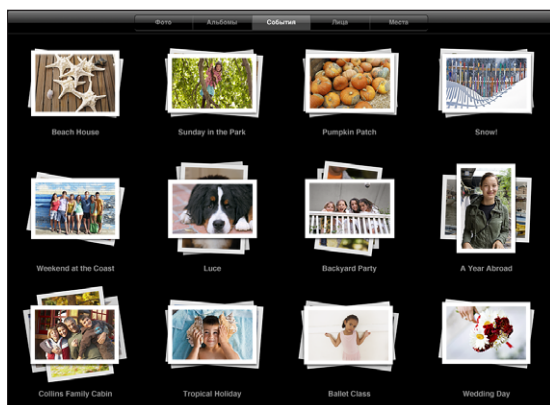 Фото Альбомы События Лица Места
Beach House Sunday in the Park Pumpkin Patch Snow!
Weekend at the Coast Luce Backyard Party A Year Abroad
Collins Family Cabin Tropical Holiday Ballet Class Wedding Day